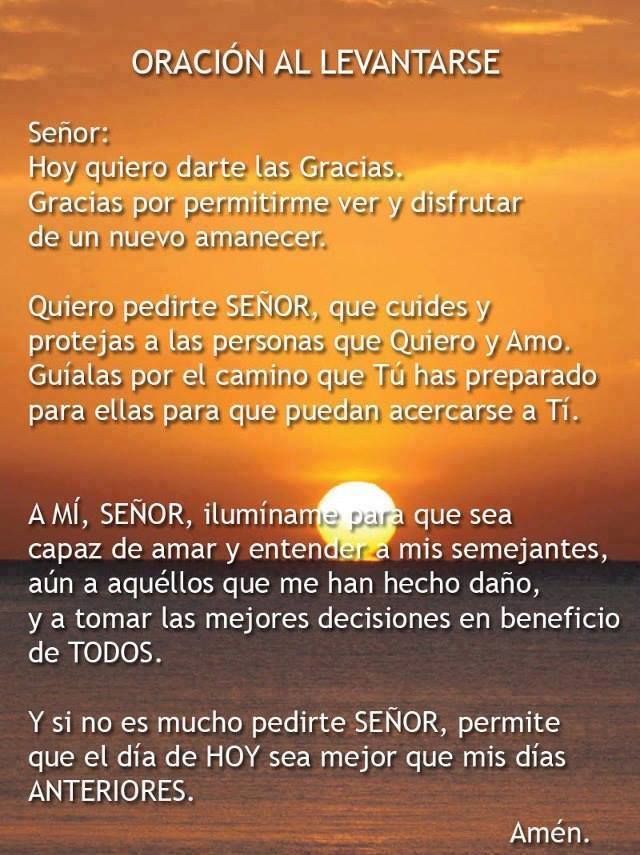 ORACIÓN AL LEVANTARSE
Señor:
Hoy quiero darte las Gracias.
Gracias por permitirme ver y disfrutar
de un nuevo amanecer.
Quiero pedirte SEÑOR, que cuides y
protejas a las personas que Quiero y Amo.
Guíalas por el camino que Tú has preparado
para ellas para que puedan acercarse a Tí.
A MÍ, SEÑOR, ilumíname para que sea
capaz de amar y entender a mis semejantes,
aún a aquéllos que me han hecho daño,
y a tomar las mejores decisiones en beneficio
de TODOS.
Y si no es mucho pedirte SEÑOR, permite
que el día de HOY sea mejor que mis días
ANTERIORES.
Amén.